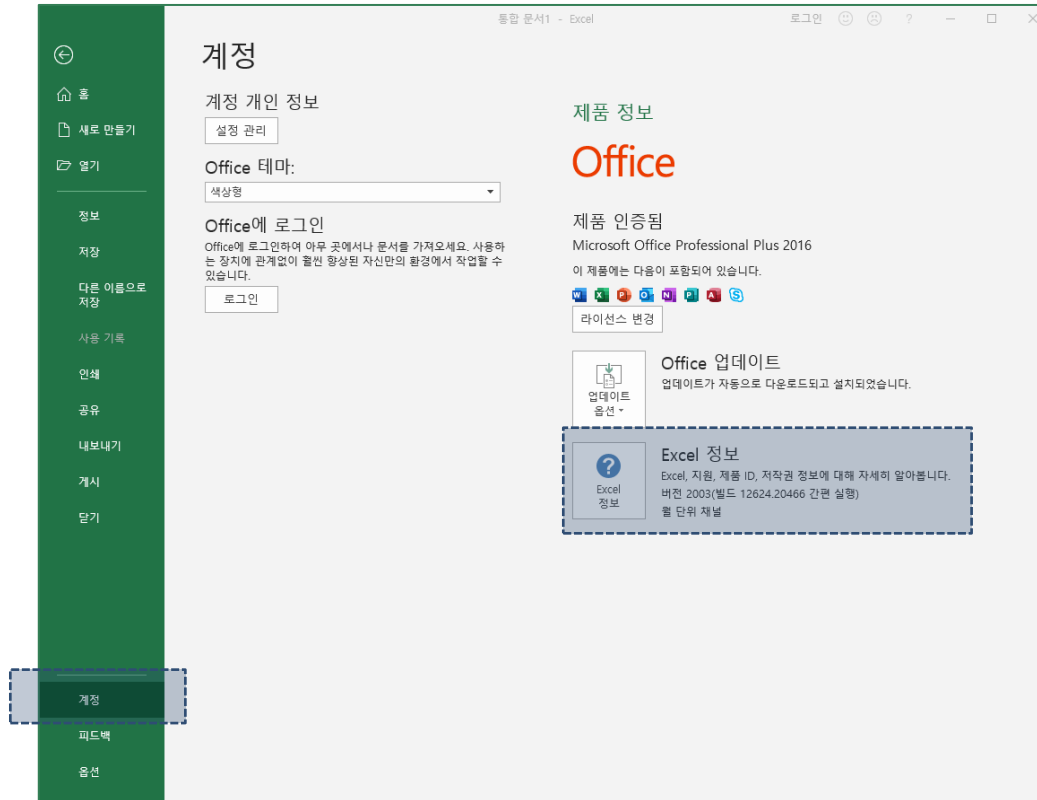 통합 문서1 - Excel
로그인
?
계정
홈
새로 만들기
열기
정보
저장
다른 이름으로
저장
사용 기록
인쇄
공유
내보내기
게시
닫기
계정
피드백
옵션
계정 개인 정보
설정 관리
Office 테마:
색상형
Office에 로그인
Office에 로그인하여 아무 곳에서나 문서를 가져오세요. 사용하
는 장치에 관계없이 훨씬 향상된 자신만의 환경에서 작업할 수
있습니다.
로그인
제품 정보
Office
제품 인증됨
Microsoft Office Professional Plus 2016
이 제품에는 다음이 포함되어 있습니다.
라이선스 변경
업데이트
옵션
Office 업데이트
업데이트가 자동으로 다운로드되고 설치되었습니다.
?
Excel
정보
Excel 정보
Excel, 지원, 제품 ID, 저작권 정보에 대해 자세히 알아봅니다.
버전 2003(빌드 12624.20466 간편 실행)
월 단위 채널